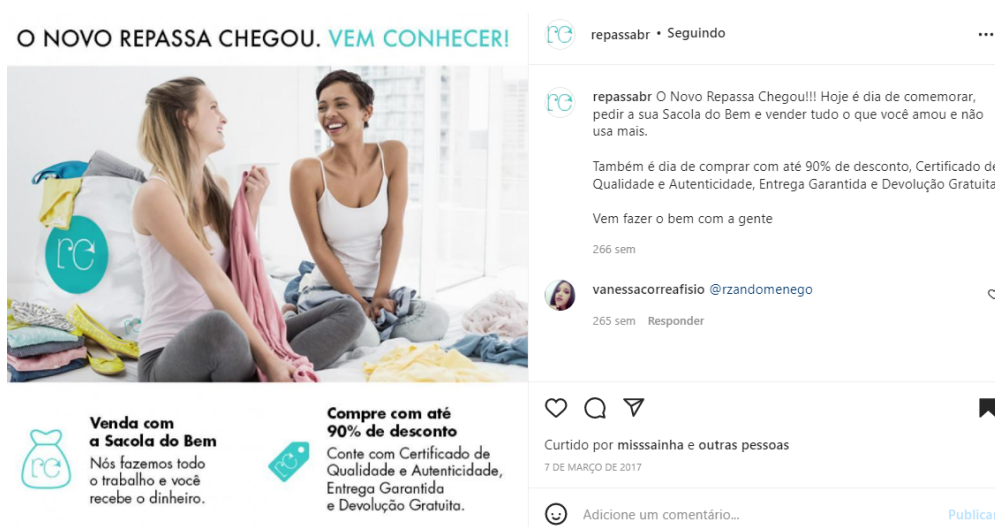 O NOVO REPASSA CHEGOU. VEM CONHECER!
re
Venda com
a Sacola do Bem
Nós fazemos todo
o trabalho e você
recebe o dinheiro.
re
re
Compre com até
90% de desconto
Conte com Certificado de
Qualidade e Autenticidade,
Entrega Garantida
e Devolução Gratuita.
re
repassabr • Seguindo
re
repassabr O Novo Repassa Chegou!!! Hoje é dia de comemorar,
pedir a sua Sacola do Bem e vender tudo o que você amou e não
usa mais.
Também é dia de comprar com até 90% de desconto, Certificado de
Qualidade e Autenticidade, Entrega Garantida e Devolução Gratuita
Vem fazer o bem com a gente
266 sem
vanessacorreafisio @rzandomenego
265 sem Responder
Curtido por misssainha e outras pessoas
7 DE MARÇO DE 2017
Adicione um comentário... Publicar